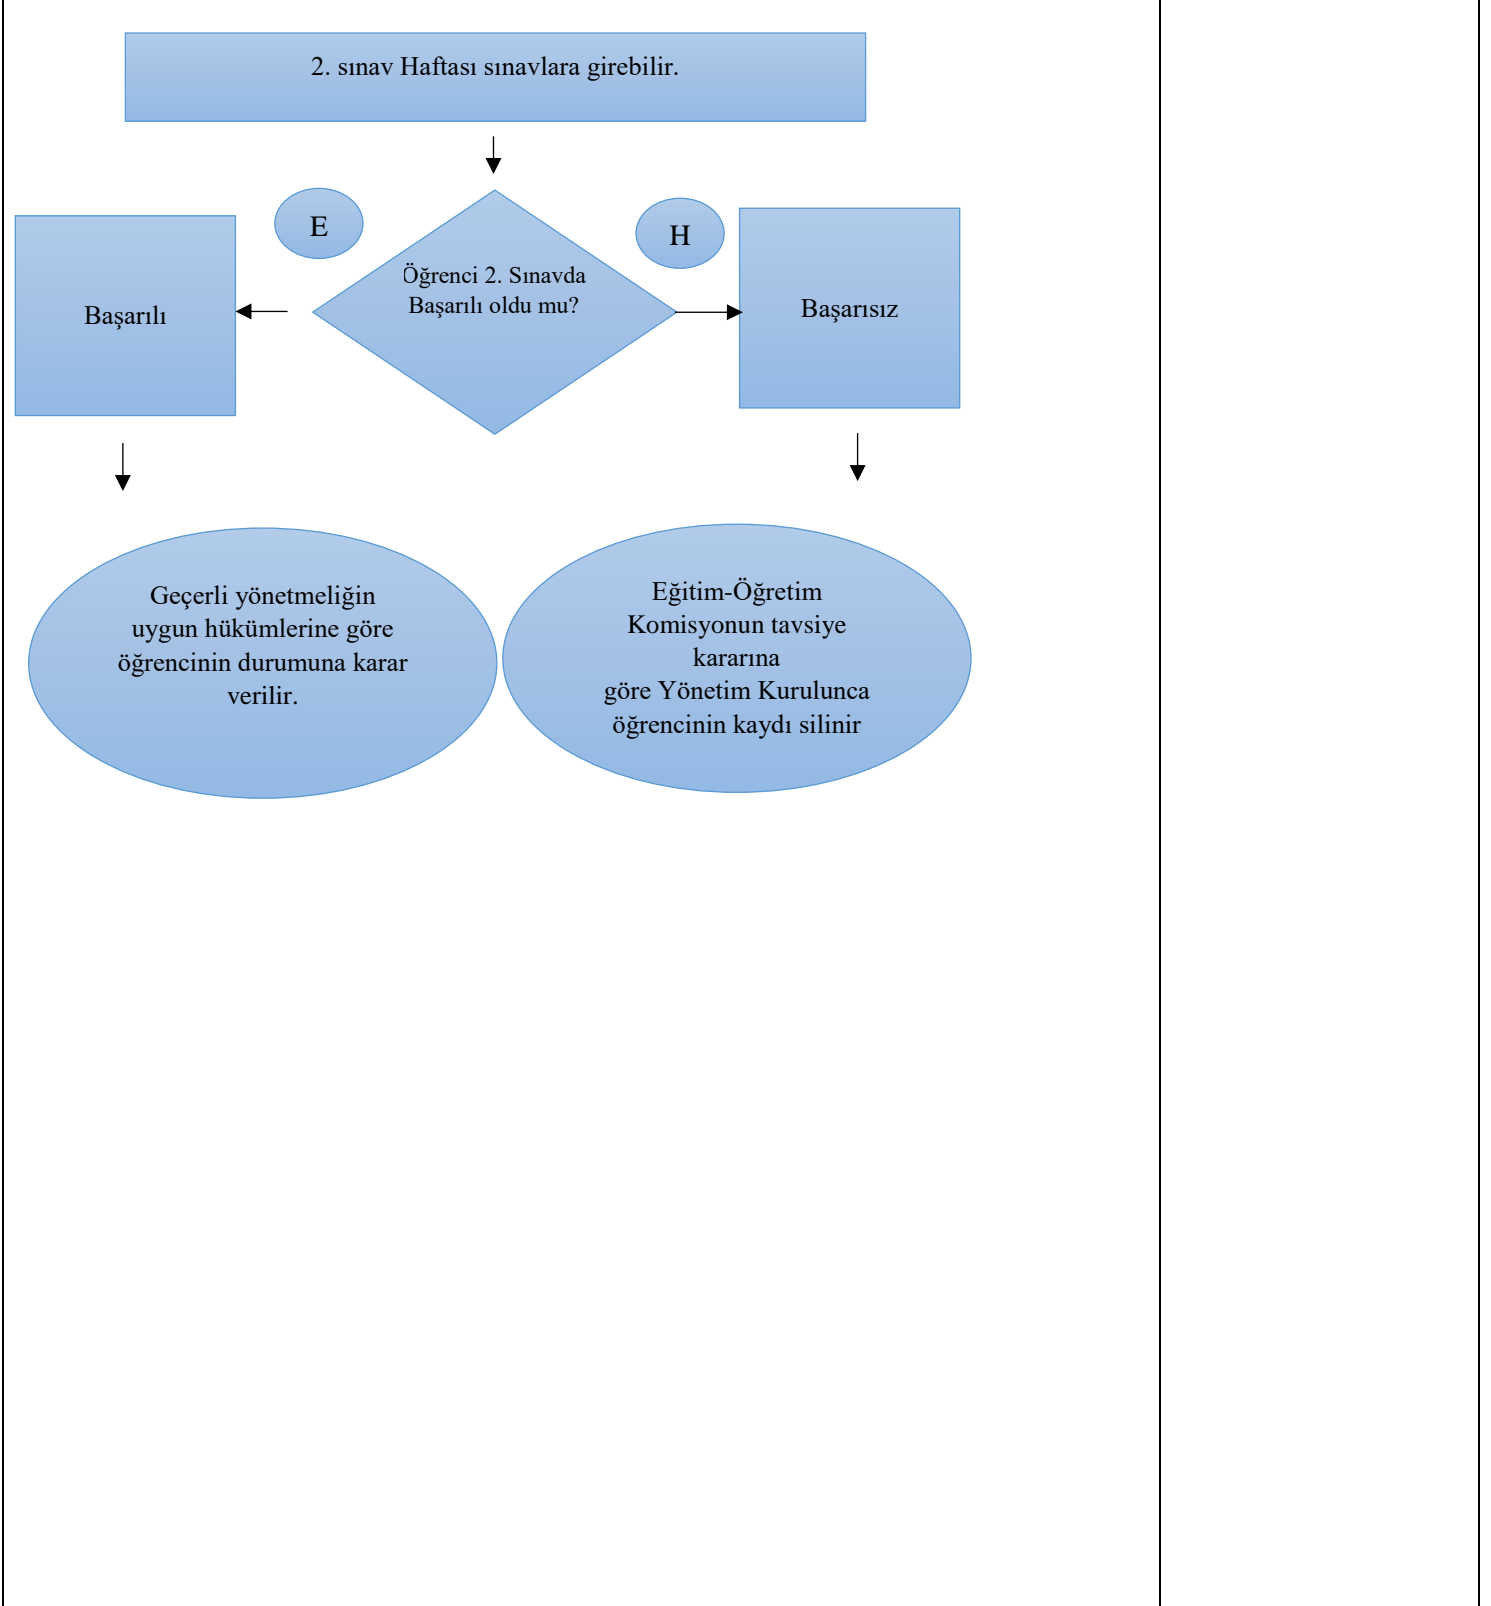 2. sınav Haftası sınavlara girebilir.
E
H
Öğrenci 2. Sınavda
Başarılı oldu mu?
Başarılı
Başarısız
Geçerli yönetmeliğin
uygun hükümlerine göre
öğrencinin durumuna karar
verilir.
Eğitim-Öğretim
Komisyonun tavsiye
kararına
göre Yönetim Kurulunca
öğrencinin kaydı silinir